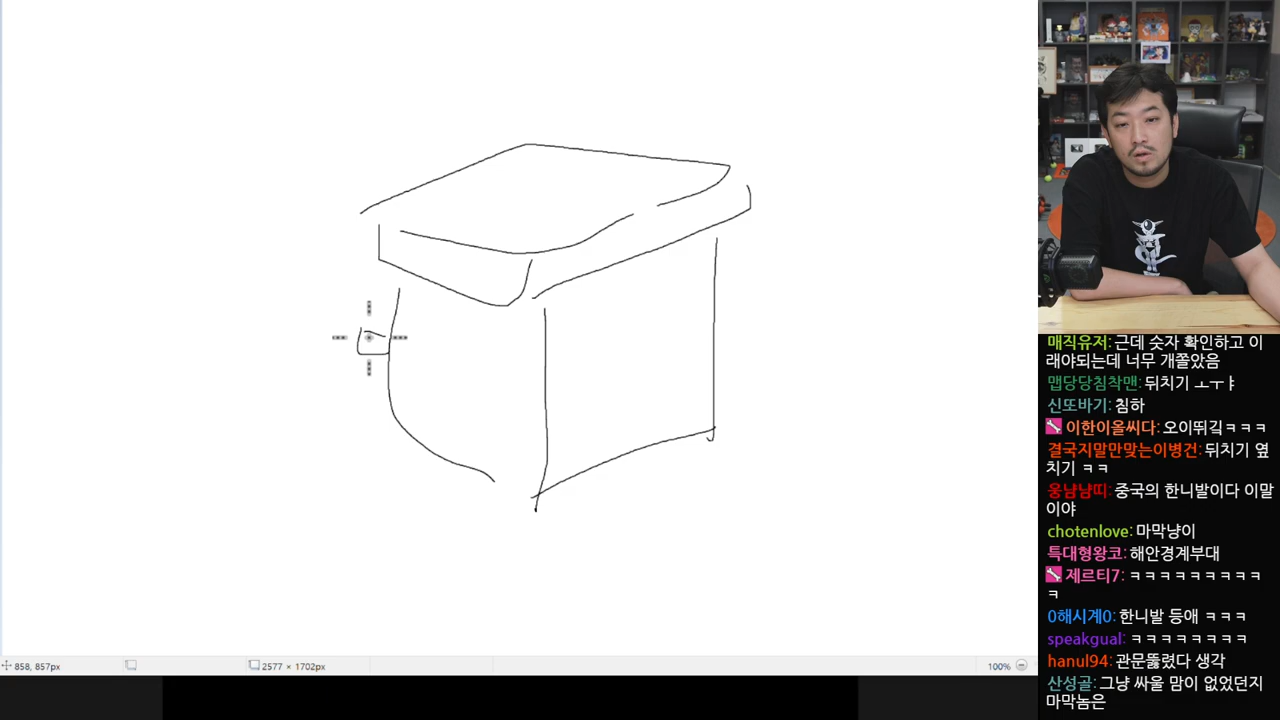 매직유저: 근데 숫자 확인하고 이
래야되는데 너무 개쫄았음
맵당당침착맨: 뒤치기 ㅗㅜㅑ
신또바기: 침하
이한이올씨다: 오이뛰긱ㅋㅋㅋ
결국지말만맞는이병건: 뒤치기 옆
치기 ㅋㅋ
웅냠냠띠: 중국의 한니발이다 이말
이야
chotenlove: 마막냥이
특대형왕코: 해안경계부대
제르티7: ㅋㅋㅋㅋㅋㅋㅋㅋㅋ
ㅋ
0해시계0: 한니발 등애 ㅋㅋㅋ
speakgual: ㅋㅋㅋㅋㅋㅋㅋㅋ
hanul94: 관문뚫렸다 생각
산성골: 그냥 싸울 맘이 없었던지
마막놈은
858, 857px
2577 × 1702px
100%